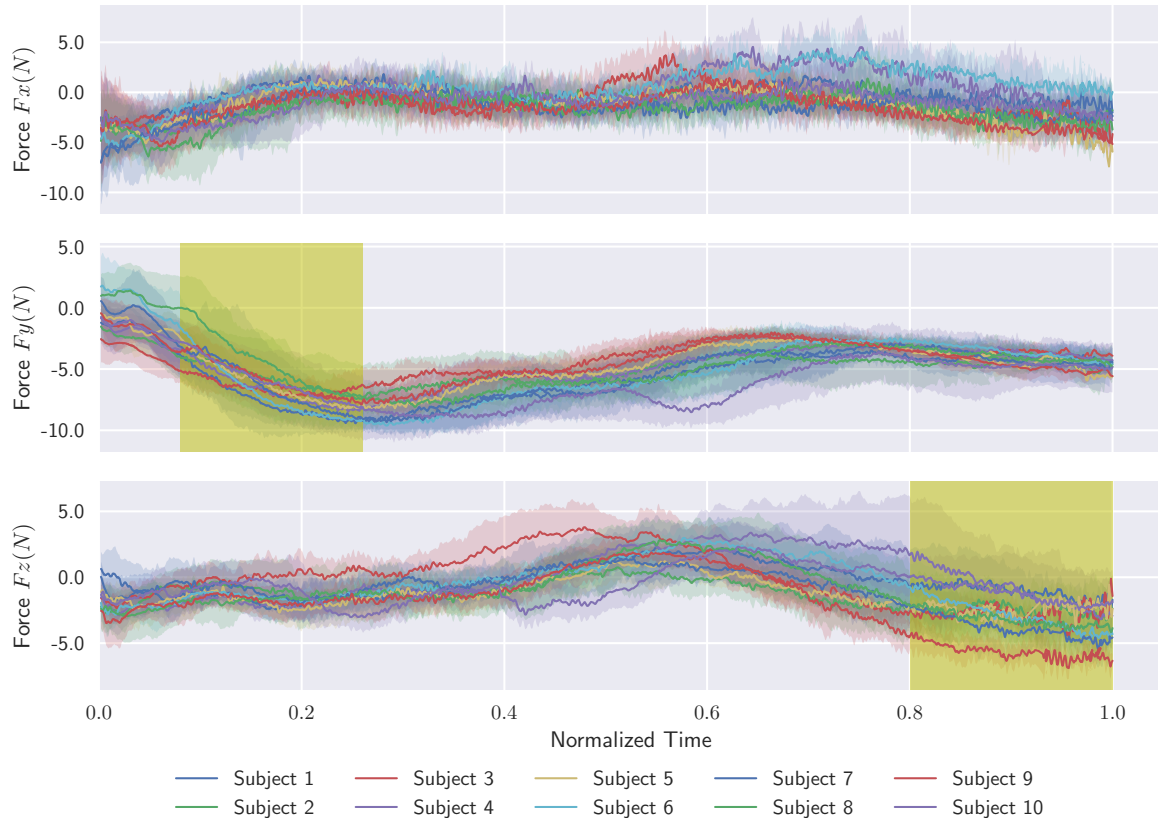 5.0
0.0
-5.0
-10.0
Force Fx(N)
5.0
0.0
-5.0
-10.0
Force Fy(N)
5.0
0.0
-5.0
Force Fz(N)
0.0 0.2 0.4 0.6 0.8 1.0
Normalized Time
Subject 1 Subject 3 Subject 5 Subject 7 Subject 9
Subject 2 Subject 4 Subject 6 Subject 8 Subject 10